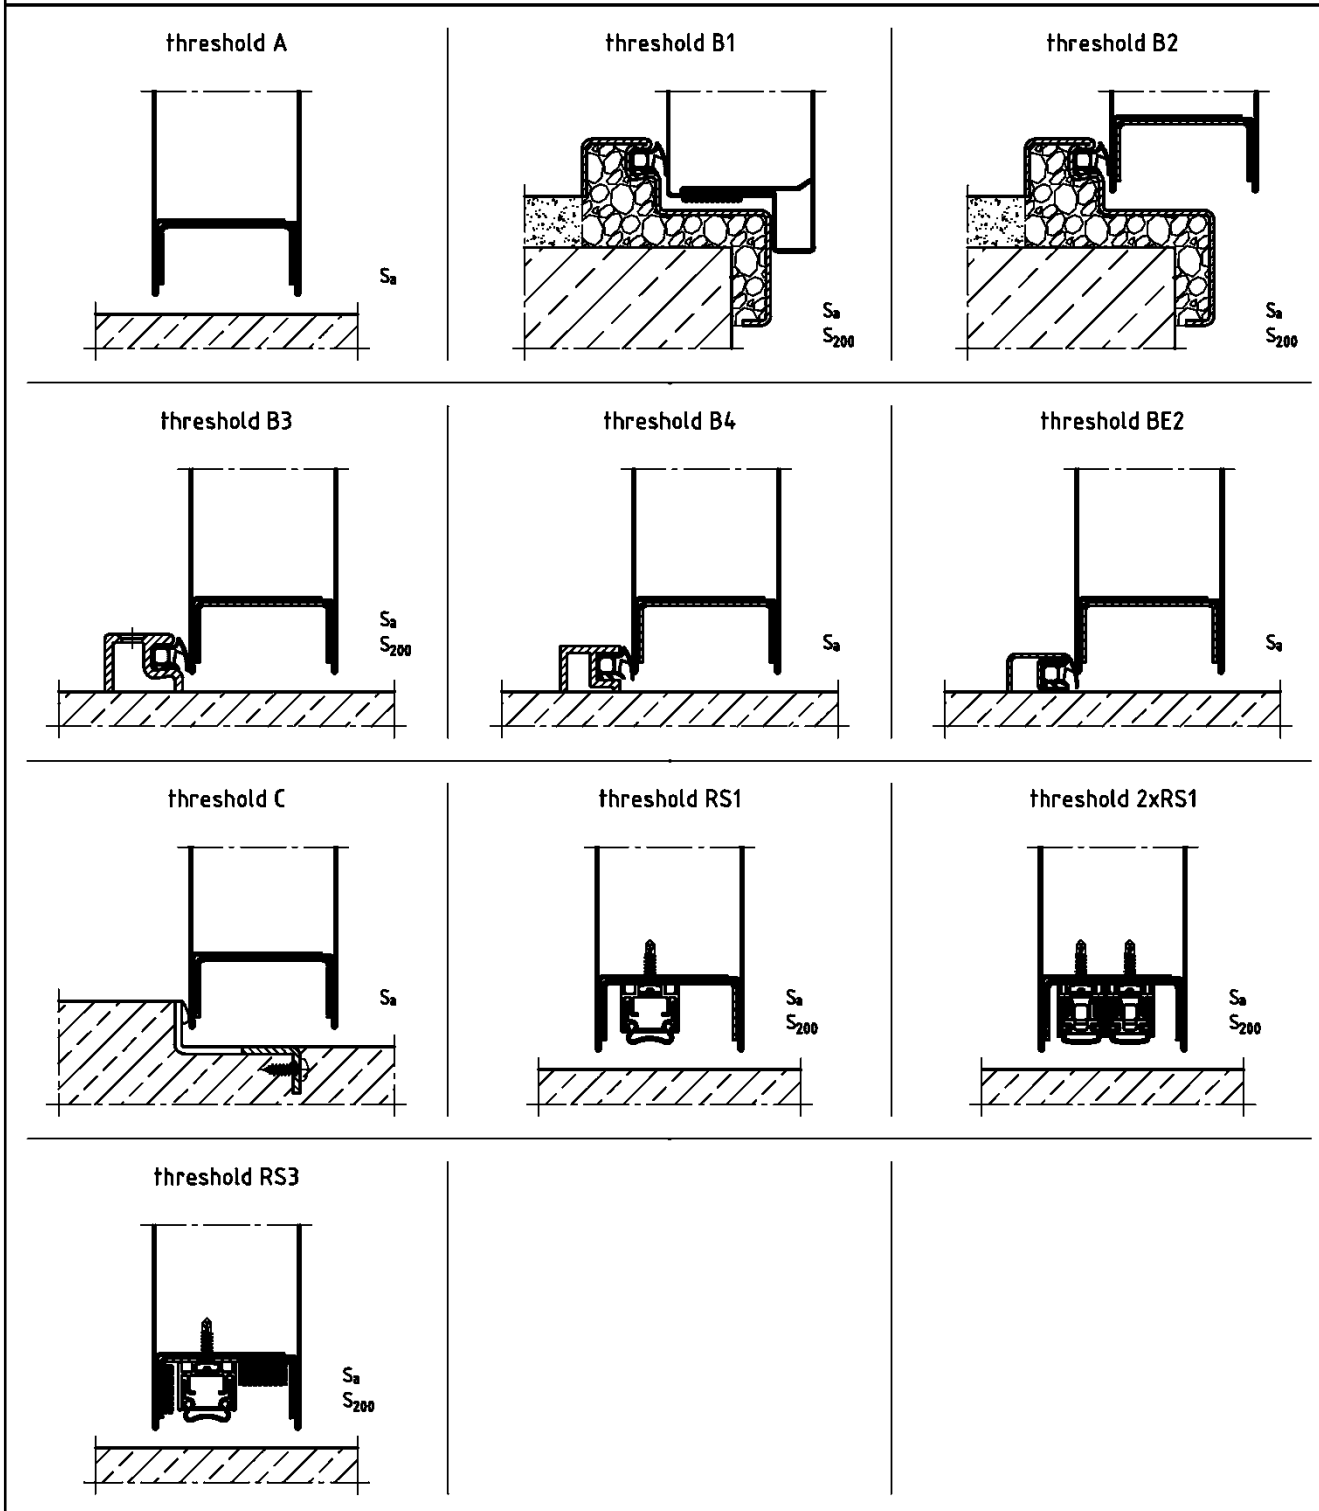 threshold A
Sa
threshold B1
Sa
S200
threshold B2
Sa
S200
threshold B3
Sa
S200
threshold B4
Sa
threshold BE2
Sa
threshold C
Sa
threshold RS1
Sa
S200
threshold 2xRS1
Sa
S200
threshold RS3
Sa
S200